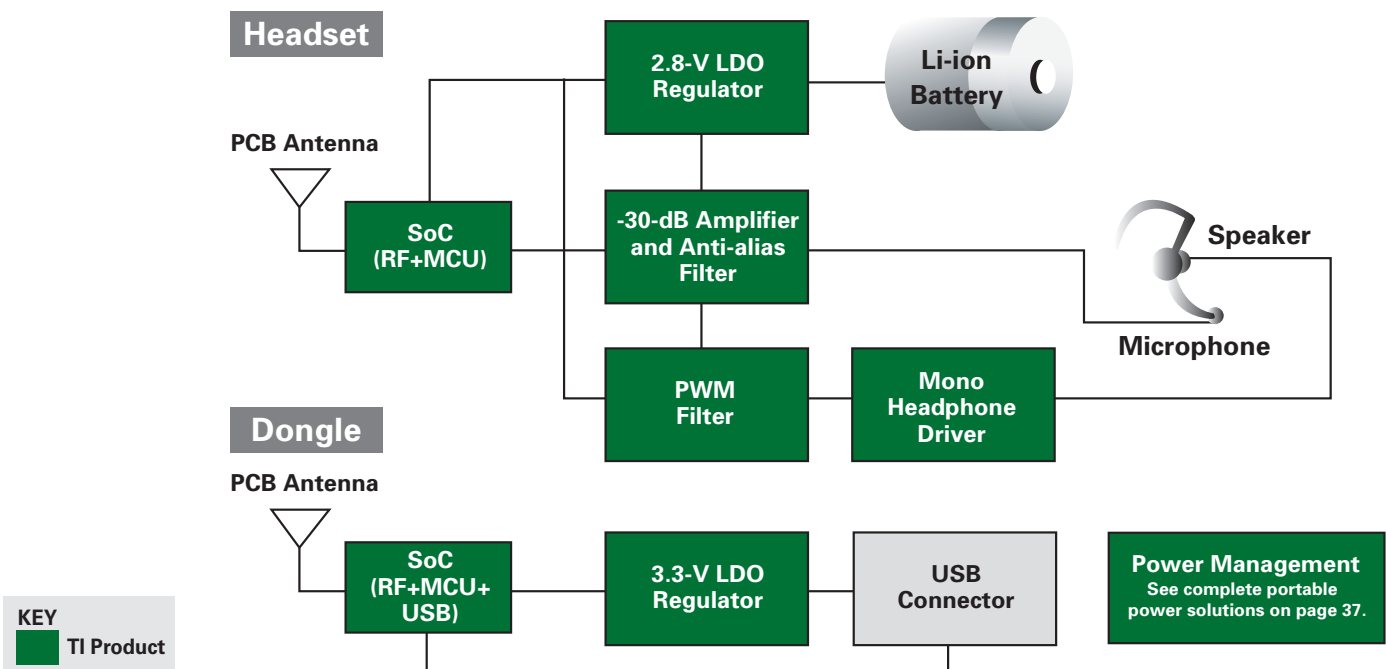 Headset
2.8-V LDO
Regulator
Li-ion
Battery
PCB Antenna
SoC
(RF+MCU)
-30-dB Amplifier
and Anti-alias
Filter
Speaker
Microphone
PWM
Filter
Mono
Headphone
Driver
Dongle
PCB Antenna
SoC
(RF+MCU+
USB)
3.3-V LDO
Regulator
USB
Connector
Power Management
See complete portable
power solutions on page 37.
KEY
TI Product